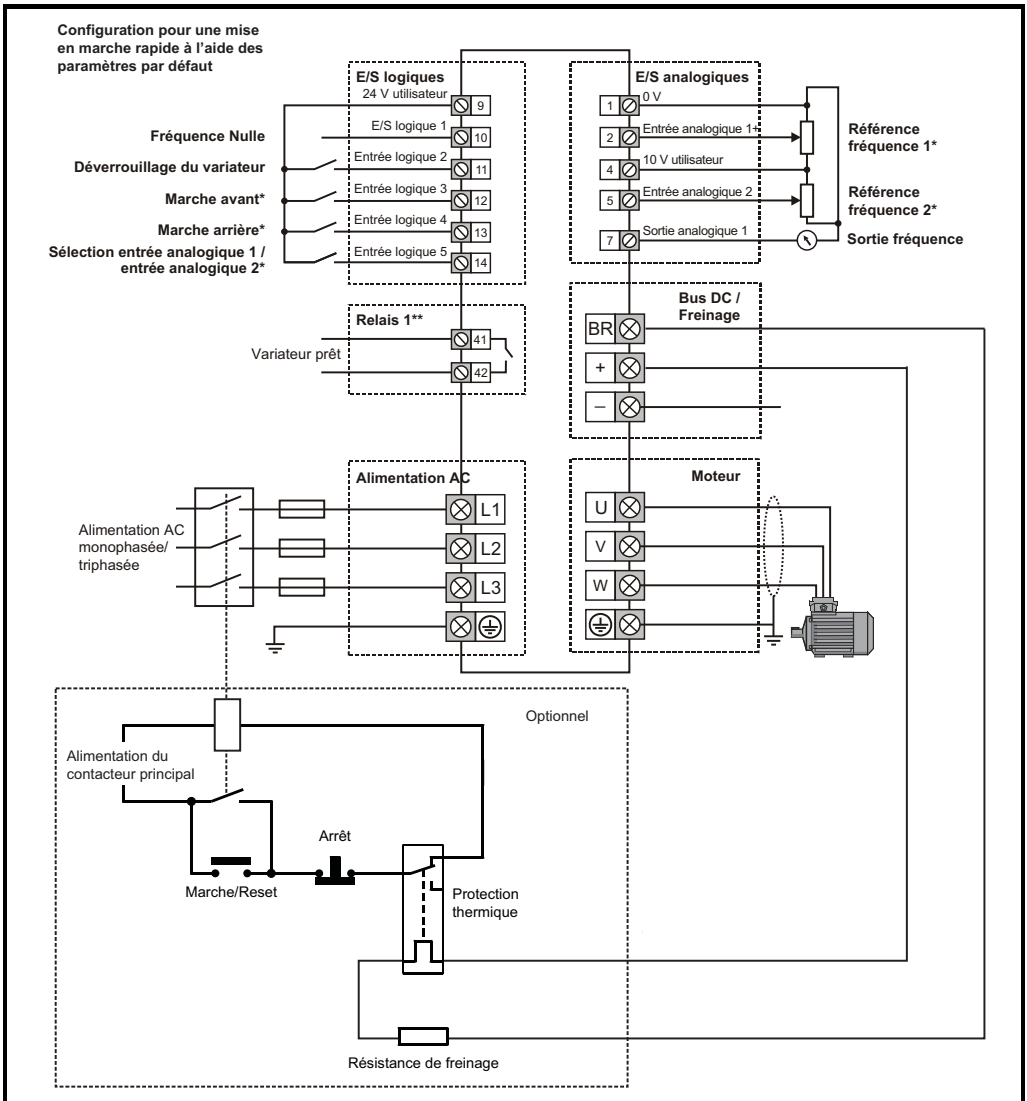 Configuration pour une mise
en marche rapide à l'aide des
paramètres par défaut
E/S logiques
24 V utilisateur
9
Fréquence Nulle
E/S logique 1
10
Déverrouillage du variateur
Entrée logique 2
11
Marche avant*
Entrée logique 3
12
Marche arrière*
Entrée logique 4
13
Sélection entrée analogique 1 /
entrée analogique 2*
Entrée logique 5
14
E/S analogiques
1
0 V
2
Entrée analogique 1+
Référence
fréquence 1*
4
10 V utilisateur
5
Entrée analogique 2
Référence
fréquence 2*
7
Sortie analogique 1
Sortie fréquence
Relais 1**
Variateur prêt
41
42
Bus DC /
Freinage
BR
+
–
Alimentation AC
Alimentation AC
monophasée/
triphasée
L1
L2
L3
Moteur
U
V
W
Optionnel
Alimentation du
contacteur principal
Arrêt
Marche/Reset
Protection
thermique
Résistance de freinage